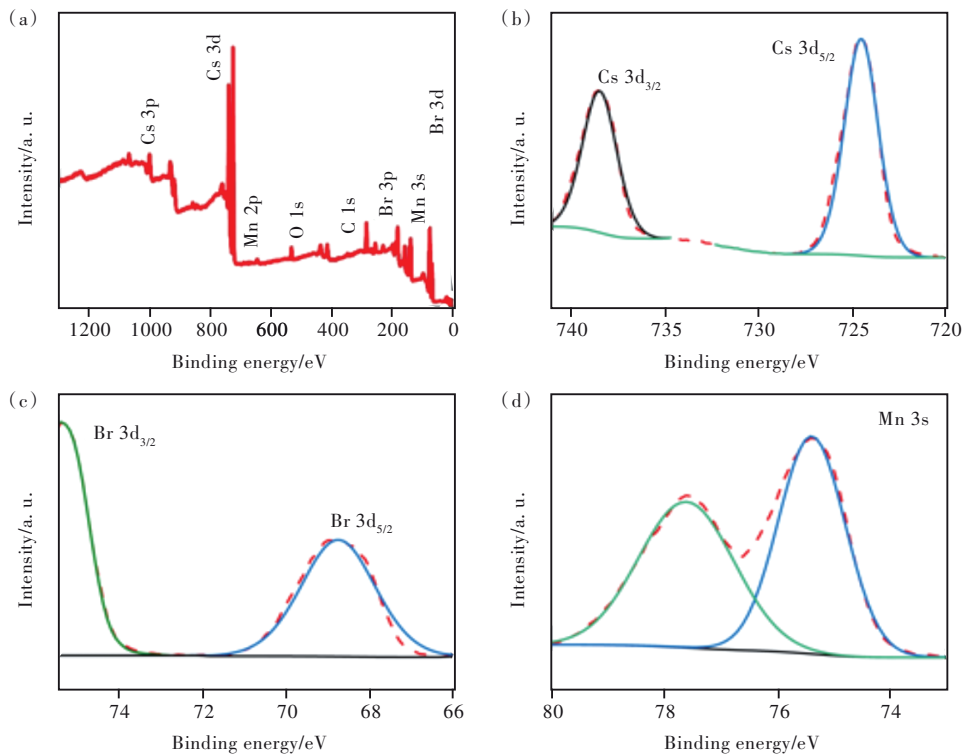 (a)
Intensity/a. u.
Cs 3p
Cs 3d
Mn 2p
O 1s
C 1s
Br 3p
Mn 3s
Br 3d
1200 1000 800 600 400 200 0
Binding energy/eV
(b)
Intensity/a. u.
Cs 3d3/2
Cs 3d5/2
740 735 730 725 720
Binding energy/eV
(c)
Intensity/a. u.
Br 3d3/2
Br 3d5/2
74 72 70 68 66
Binding energy/eV
(d)
Intensity/a. u.
Mn 3s
80 78 76 74
Binding energy/eV